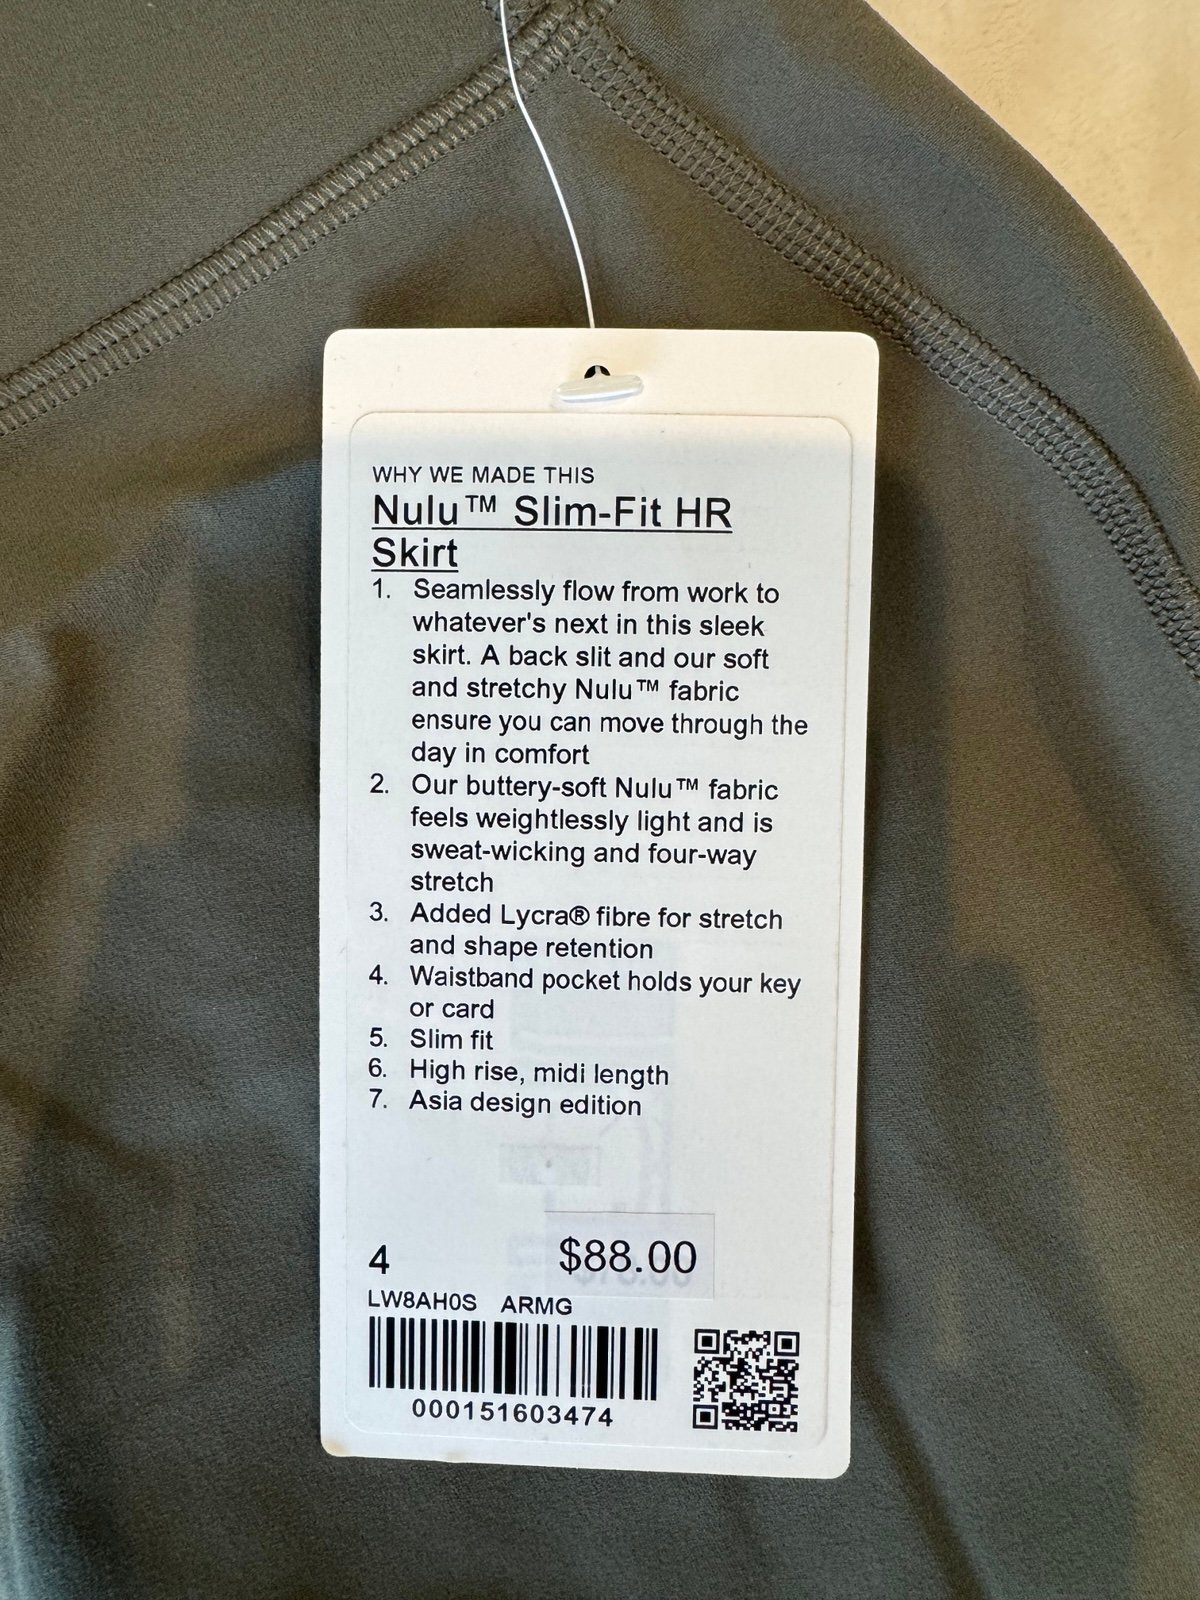 WHY WE MADE THIS
Nulu™ Slim-Fit HR
Skirt
1. Seamlessly flow from work to
whatever's next in this sleek
skirt. A back slit and our soft
and stretchy Nulu™ fabric
ensure you can move through the
day in comfort
2. Our buttery-soft Nulu™ fabric
feels weightlessly light and is
sweat-wicking and four-way
stretch
3. Added Lycra® fibre for stretch
and shape retention
4. Waistband pocket holds your key
or card
5. Slim fit
6. High rise, midi length
7. Asia design edition
4 $88.00
LW8AH0S ARMG
000151603474